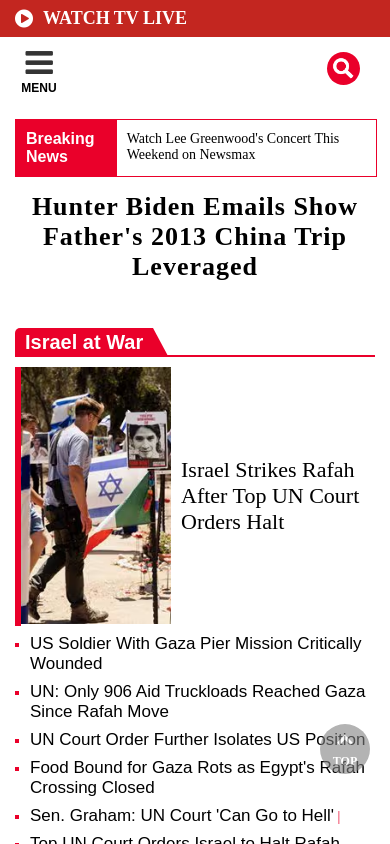 WATCH TV LIVE
MENU
Breaking
News
Watch Lee Greenwood's Concert This
Weekend on Newsmax
Hunter Biden Emails Show
Father's 2013 China Trip
Leveraged
Israel at War
Israel Strikes Rafah
After Top UN Court
Orders Halt
US Soldier With Gaza Pier Mission Critically
Wounded
UN: Only 906 Aid Truckloads Reached Gaza
Since Rafah Move
UN Court Order Further Isolates US Position
Food Bound for Gaza Rots as Egypt's Rafah
Crossing Closed
TOP
Sen. Graham: UN Court 'Can Go to Hell' |
Top UN Court Orders Israel to Halt Rafah